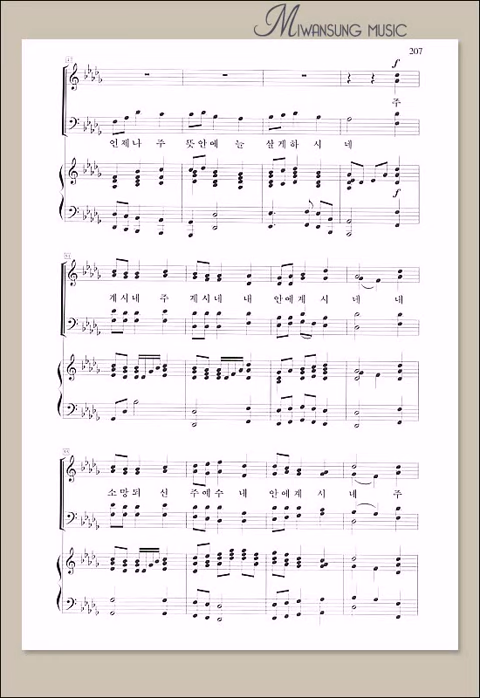 MIWANSUNG MUSIC
207
f
주
언제나 주 뜻안에 늘 살게하 시 네
f
계시네 주 계시네 내 안에계 시 네 내
소망되 신 주예수 내 안에계 시 네 주